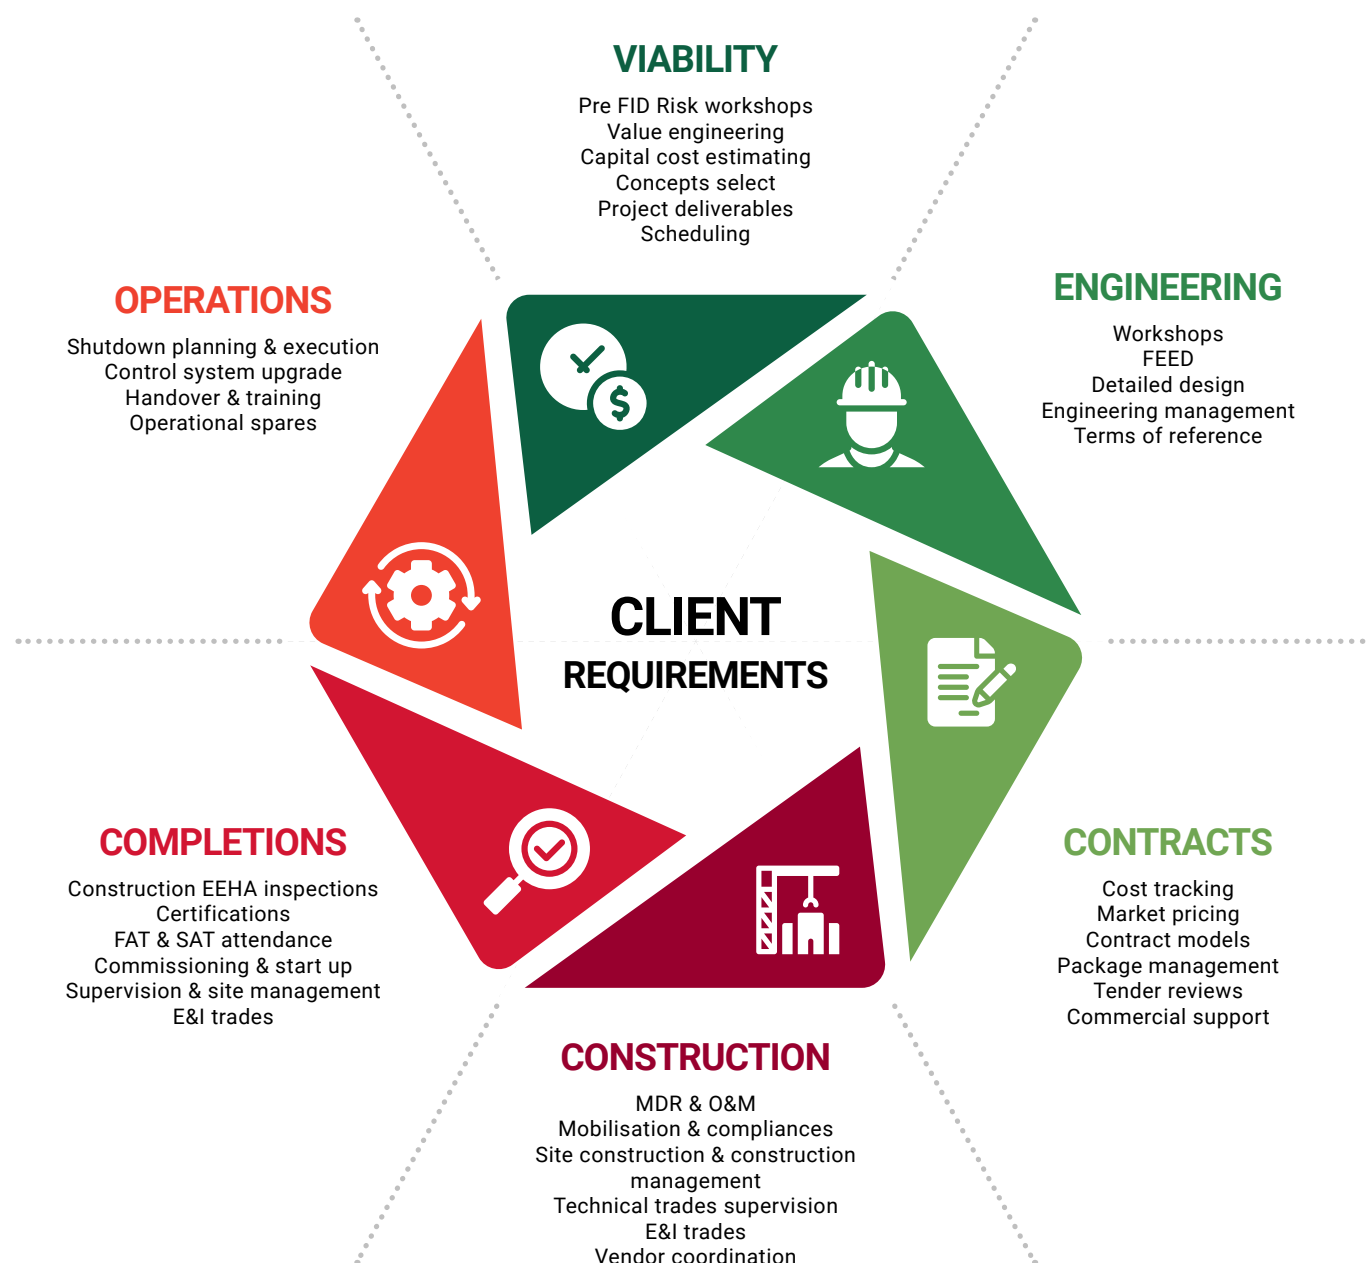 VIABILITY
Pre FID Risk workshops
Value engineering
Capital cost estimating
Concepts select
Project deliverables
Scheduling
ENGINEERING
Workshops
FEED
Detailed design
Engineering management
Terms of reference
OPERATIONS
Shutdown planning & execution
Control system upgrade
Handover & training
Operational spares
$
CLIENT
REQUIREMENTS
COMPLETIONS
Construction EEHA inspections
Certifications
FAT & SAT attendance
Commissioning & start up
Supervision & site management
E&I trades
CONTRACTS
Cost tracking
Market pricing
Contract models
Package management
Tender reviews
Commercial support
CONSTRUCTION
MDR & O&M
Mobilisation & compliances
Site construction & construction
management
Technical trades supervision
E&I trades
Vendor coordination